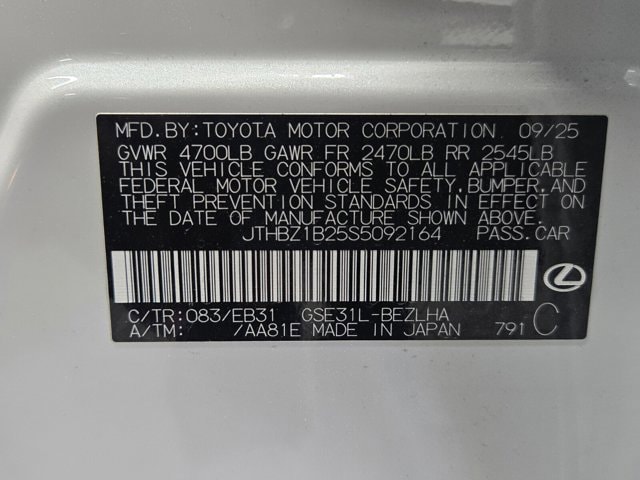 MFD.BY:TOYOTA MOTOR CORPORATION 09/25
GVWR 4700LB GAWR FR 2470LB RR 2545LB
THIS VEHICLE CONFORMS TO ALL APPLICABLE
FEDERAL MOTOR VEHICLE SAFETY,BUMPER,AND
THEFT PREVENTION STANDARDS IN EFFECT ON
THE DATE OF MANUFACTURE SHOWN ABOVE.
JTHBZ1B25S5092164 PASS.CAR
C/TR:083/EB31 GSE31L-BEZLHA
A/TM: /AA81E MADE IN JAPAN 791 C